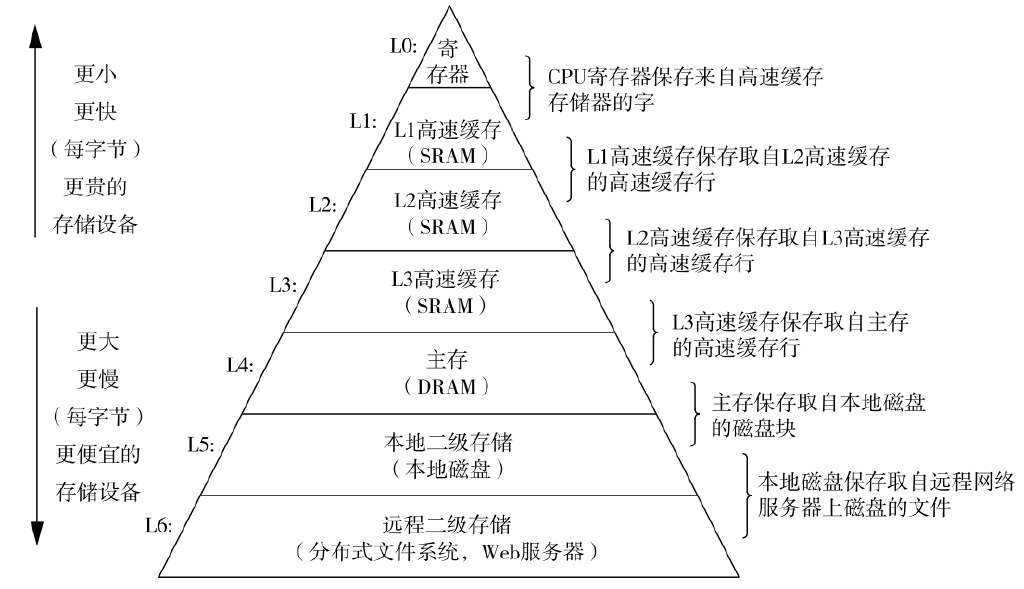 更小
更快
（每字节）
更贵的
存储设备
更大
更慢
（每字节）
更便宜的
存储设备
L0:
寄
存器
L1:
L1高速缓存
（SRAM）
L2:
L2高速缓存
（SRAM）
L3:
L3高速缓存
（SRAM）
L4:
主存
（DRAM）
L5:
本地二级存储
（本地磁盘）
L6:
远程二级存储
（分布式文件系统，Web服务器）
CPU寄存器保存来自高速缓存
存储器的字
L1高速缓存保存取自L2高速缓存
的高速缓存行
L2高速缓存保存取自L3高速缓存
的高速缓存行
L3高速缓存保存取自主存
的高速缓存行
主存保存取自本地磁盘
的磁盘块
本地磁盘保存取自远程网络
服务器上磁盘的文件